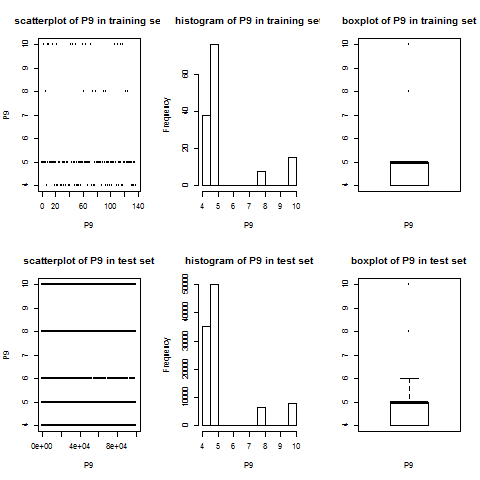 scatterplot of P9 in training se
P9
4 5 6 7 8 9 10
0 20 60 100 140
P9
histogram of P9 in training set
Frequency
0 20 40 60
4 5 6 7 8 9 10
P9
boxplot of P9 in training set
4 5 6 7 8 9 10
P9
scatterplot of P9 in test set
P9
4 5 6 7 8 9 10
0e+00 8e+04
P9
histogram of P9 in test set
Frequency
0 10000 20000 30000 40000 50000
4 5 6 7 8 9 10
P9
boxplot of P9 in test set
4 5 6 7 8 9 10
P9